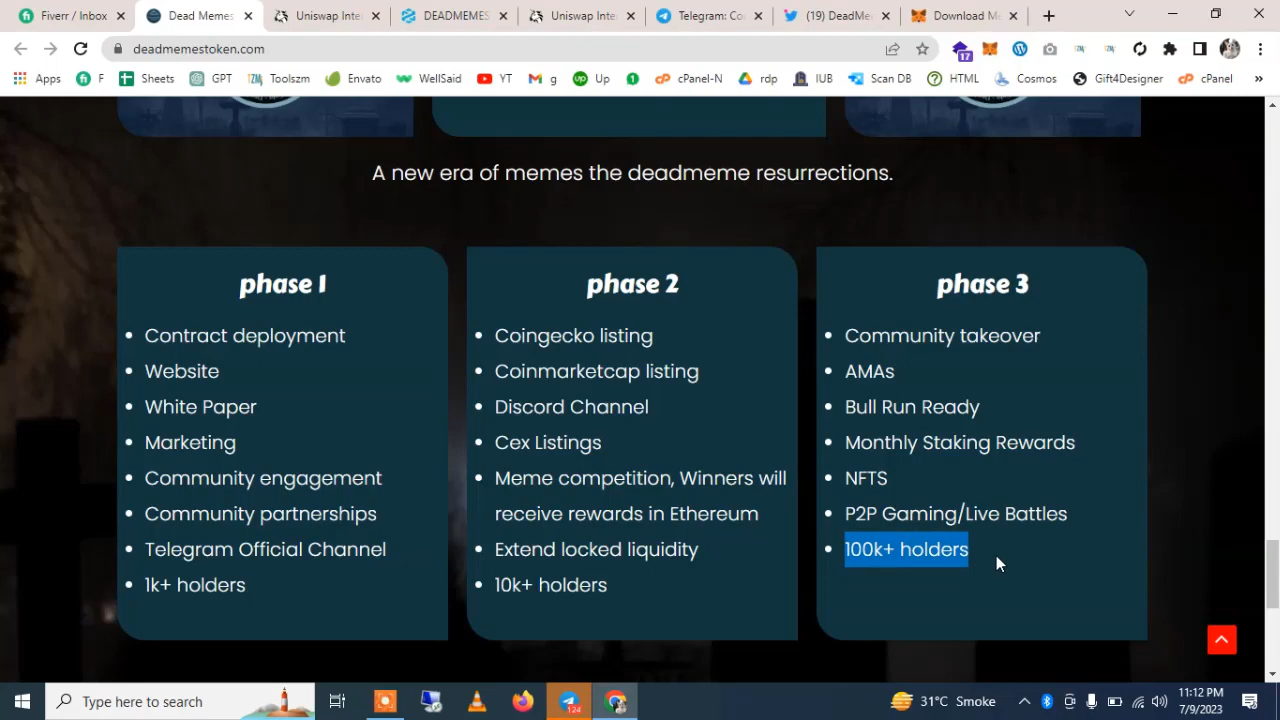 Fiverr / Inbox
Dead Memes
Uniswap Inte
DEADMEMES
Uniswap Inte
Telegram: Co
(19) DeadMe
Download M
deadmemestoken.com
17
Apps
F
Sheets
GPT
Toolszm
Envato
WellSaid
YT
g
Up
1
cPanel-N
rdp
IUB
Scan DB
HTML
Cosmos
Gift4Designer
cPanel
»
A new era of memes the deadmeme resurrections.
phase 1
Contract deployment
Website
White Paper
Marketing
Community engagement
Community partnerships
Telegram Official Channel
1k+ holders
phase 2
Coingecko listing
Coinmarketcap listing
Discord Channel
Cex Listings
Meme competition, Winners will
receive rewards in Ethereum
Extend locked liquidity
10k+ holders
phase 3
Community takeover
AMAs
Bull Run Ready
Monthly Staking Rewards
NFTS
P2P Gaming/Live Battles
100k+ holders
Type here to search
124
31°C Smoke
11:12 PM
7/9/2023